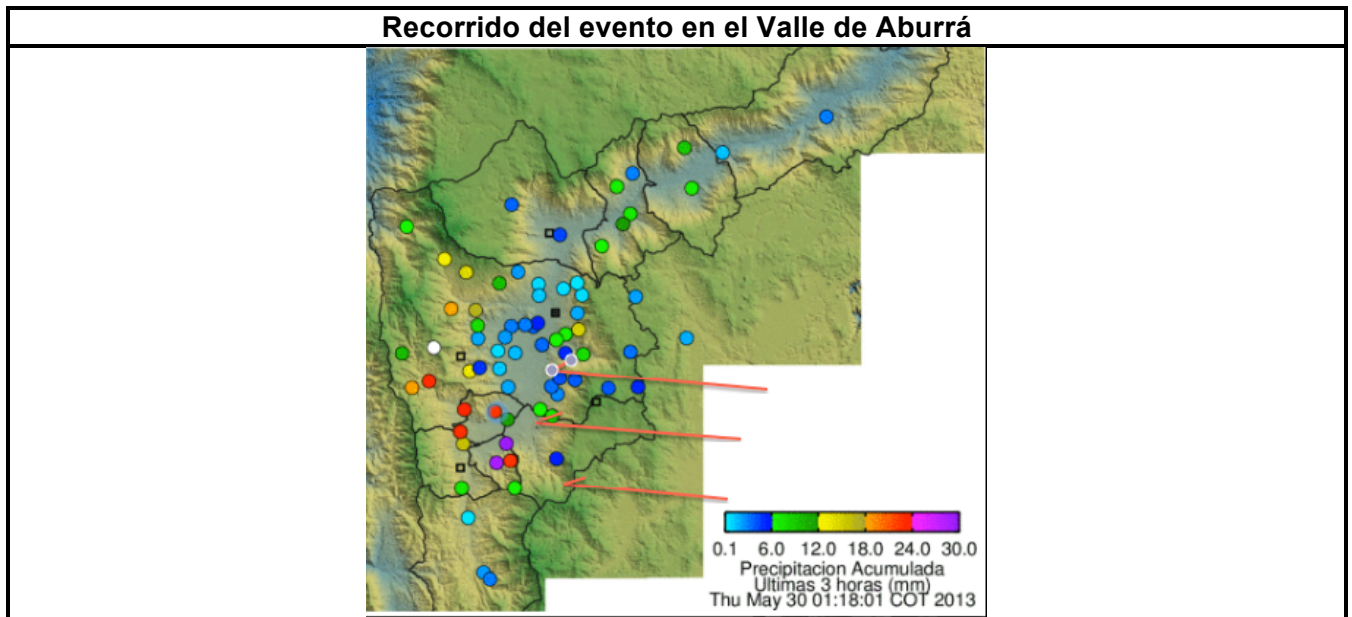 Recorrido del evento en el Valle de Aburrá
0.1 6.0 12.0 18.0 24.0 30.0
Precipitacion Acumulada
Ultimas 3 horas (mm)
Thu May 30 01:18:01 COT 2013